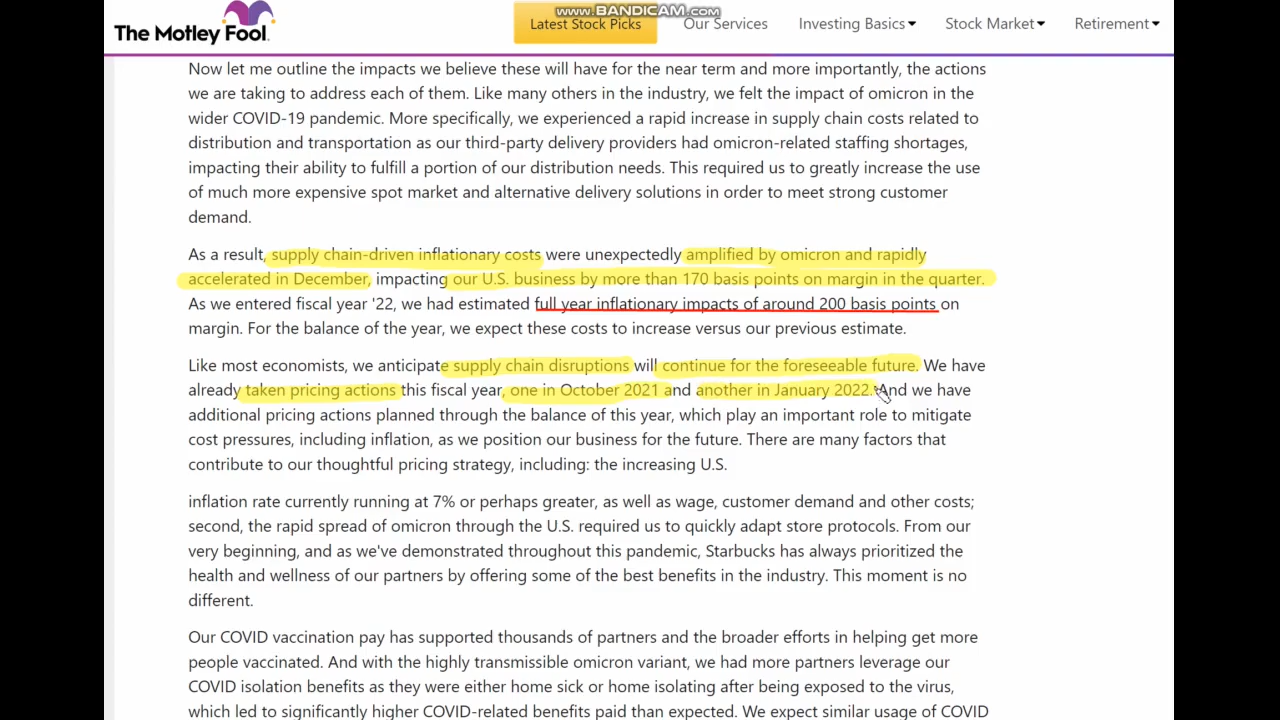 www.BANDICAM.com
The Motley Fool.
Latest Stock Picks
Our Services
Investing Basics
Stock Market
Retirement
Now let me outline the impacts we believe these will have for the near term and more importantly, the actions
we are taking to address each of them. Like many others in the industry, we felt the impact of omicron in the
wider COVID-19 pandemic. More specifically, we experienced a rapid increase in supply chain costs related to
distribution and transportation as our third-party delivery providers had omicron-related staffing shortages,
impacting their ability to fulfill a portion of our distribution needs. This required us to greatly increase the use
of much more expensive spot market and alternative delivery solutions in order to meet strong customer
demand.
As a result, supply chain-driven inflationary costs were unexpectedly amplified by omicron and rapidly
accelerated in December, impacting our U.S. business by more than 170 basis points on margin in the quarter.
As we entered fiscal year '22, we had estimated full year inflationary impacts of around 200 basis points on
margin. For the balance of the year, we expect these costs to increase versus our previous estimate.
Like most economists, we anticipate supply chain disruptions will continue for the foreseeable future. We have
already taken pricing actions this fiscal year, one in October 2021 and another in January 2022. And we have
additional pricing actions planned through the balance of this year, which play an important role to mitigate
cost pressures, including inflation, as we position our business for the future. There are many factors that
contribute to our thoughtful pricing strategy, including: the increasing U.S.
inflation rate currently running at 7% or perhaps greater, as well as wage, customer demand and other costs;
second, the rapid spread of omicron through the U.S. required us to quickly adapt store protocols. From our
very beginning, and as we've demonstrated throughout this pandemic, Starbucks has always prioritized the
health and wellness of our partners by offering some of the best benefits in the industry. This moment is no
different.
Our COVID vaccination pay has supported thousands of partners and the broader efforts in helping get more
people vaccinated. And with the highly transmissible omicron variant, we had more partners leverage our
COVID isolation benefits as they were either home sick or home isolating after being exposed to the virus,
which led to significantly higher COVID-related benefits paid than expected. We expect similar usage of COVID